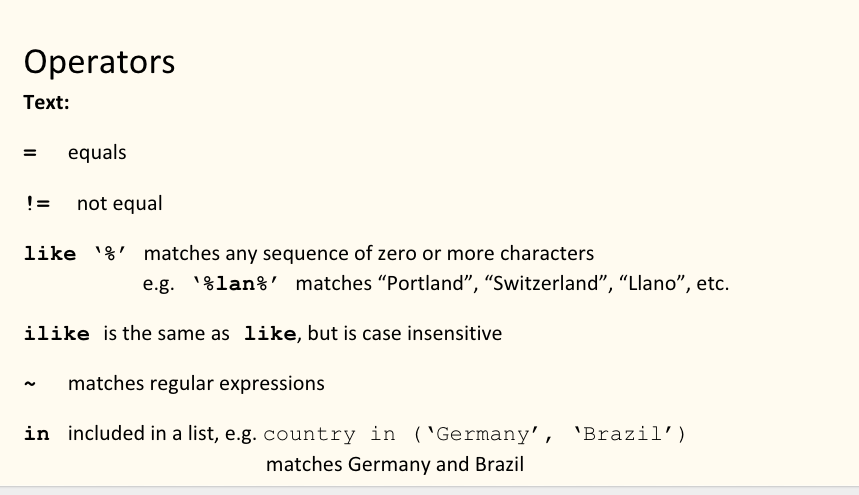 Operators
Text:
= equals
!= not equal
like ‘%’ matches any sequence of zero or more characters
e.g. ‘%lan%’ matches “Portland”, “Switzerland”, “Llano”, etc.
ilike is the same as like, but is case insensitive
~ matches regular expressions
in included in a list, e.g. country in (‘Germany’, ‘Brazil’)
matches Germany and Brazil